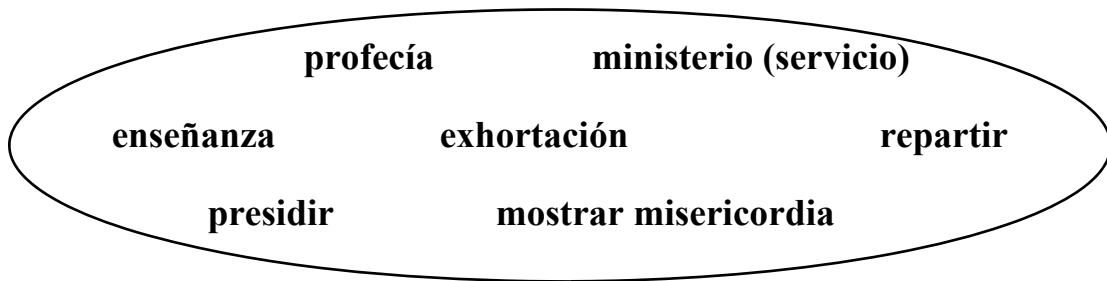 profecía ministerio (servicio)
enseñanza exhortación repartir
presidir mostrar misericordia